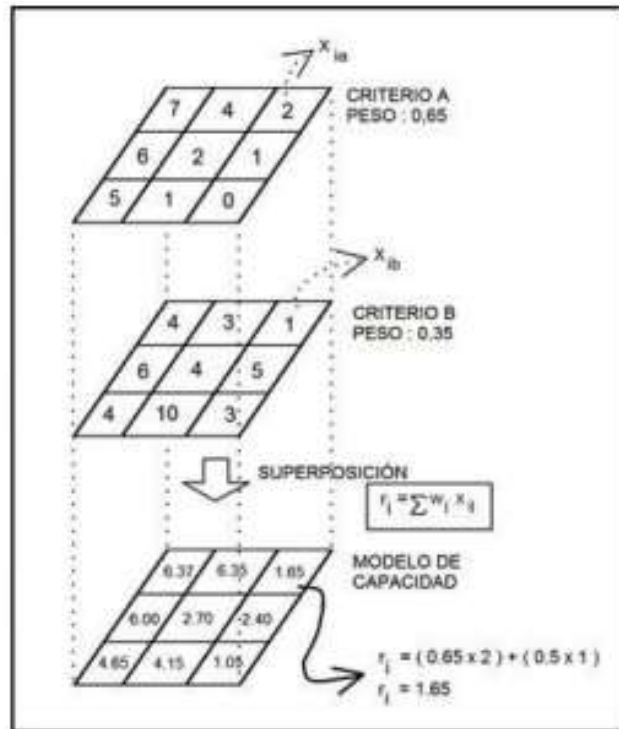 X ia
CRITERIO A
PESO : 0,65
7 4 2
6 2 1
5 1 0
X ib
CRITERIO B
PESO : 0,35
4 3 1
6 4 5
4 10 3
SUPERPOSICIÓN
r i = Σ w j x ij
MODELO DE
CAPACIDAD
6.37 6.35 1.65
6.00 2.70 -2.40
4.65 4.15 1.05
r i = ( 0.65 x 2 ) + ( 0.5 x 1 )
r i = 1.65